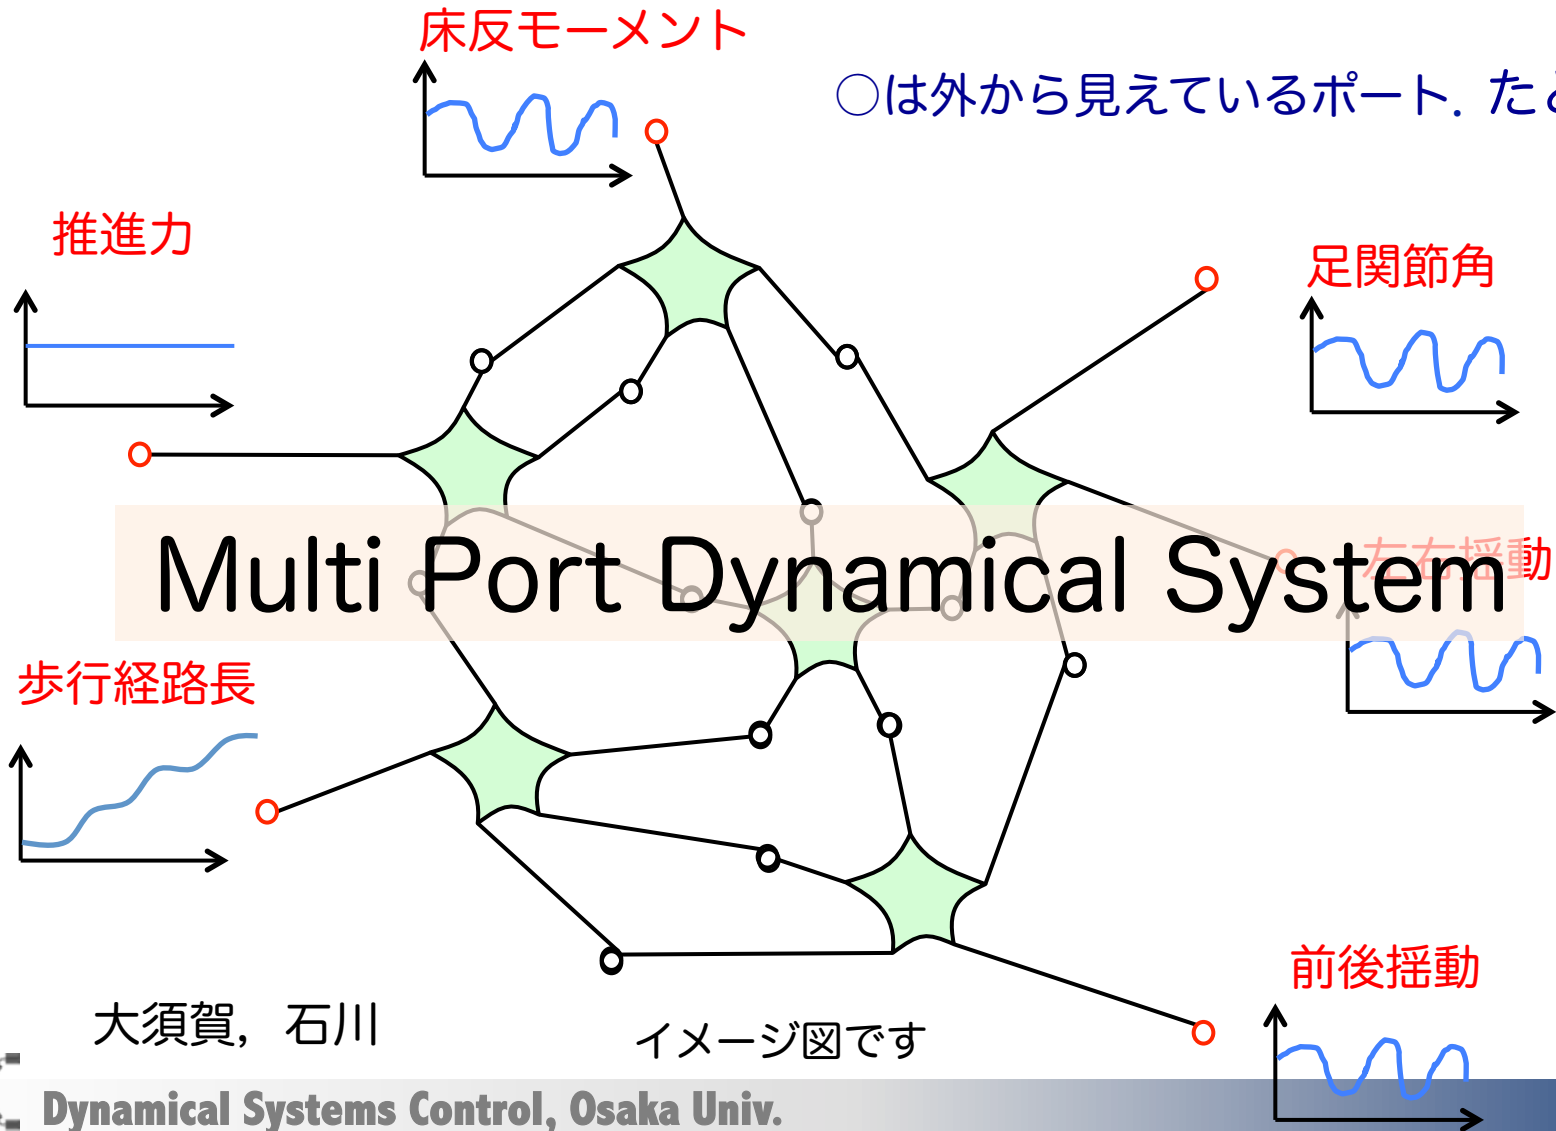 床反モーメント
○は外から見えているポート．た
推進力
足関節角
Multi Port Dynamical System
左右揺動
歩行経路長
前後揺動
大須賀，石川
イメージ図です
Dynamical Systems Control, Osaka Univ.